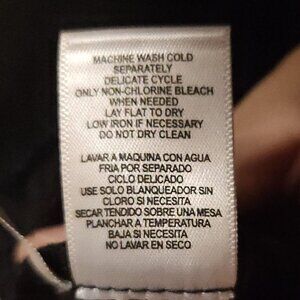 MACHINE WASH COLD
SEPARATELY
DELICATE CYCLE
ONLY NON-CHLORINE BLEACH
WHEN NEEDED
LAY FLAT TO DRY
LOW IRON IF NECESSARY
DO NOT DRY CLEAN
LAVAR A MAQUINA CON AGUA
FRIA POR SEPARADO
CICLO DELICADO
USE SOLO BLANQUEADOR SIN
CLORO SI NECESITA
SECAR TENDIDO SOBRE UNA MESA
PLANCHAR A TEMPERATURA
BAJA SI NECESITA
NO LAVAR EN SECO